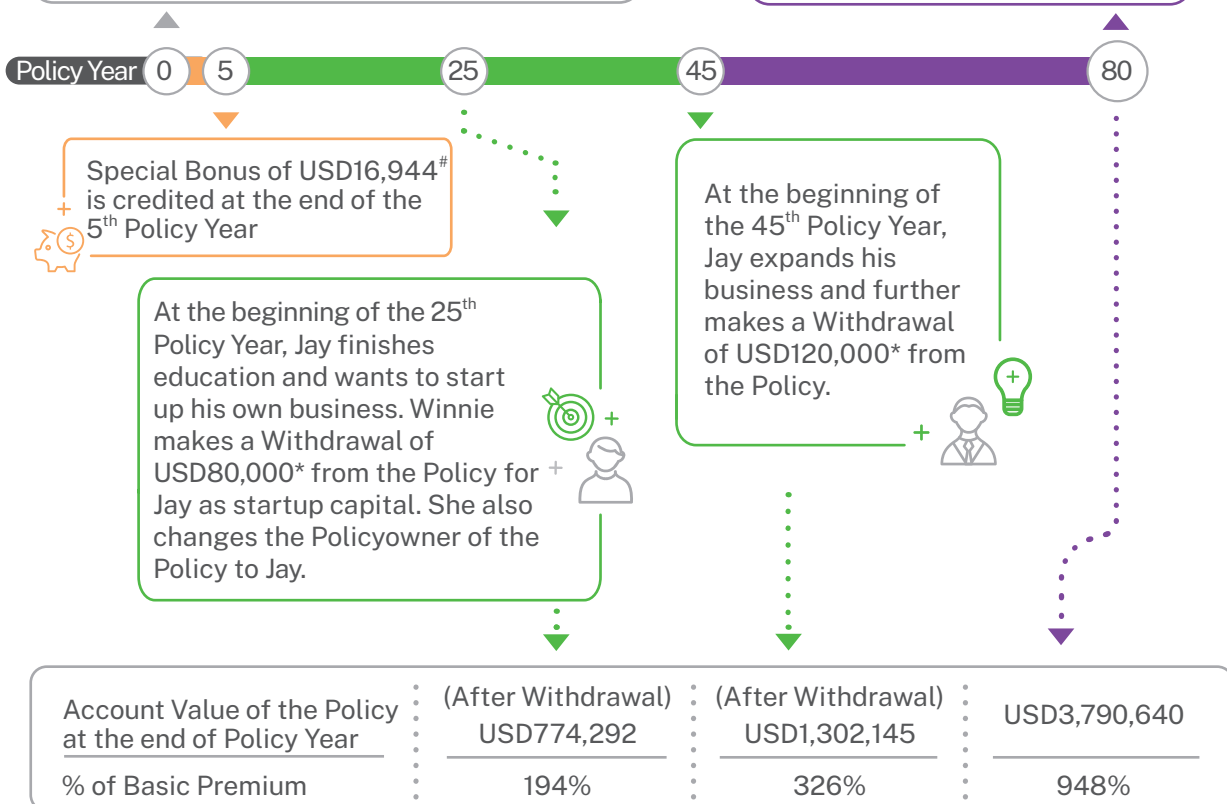 Policy Year 0 5 25 45 80
Special Bonus of USD16,944#
is credited at the end of the
5th Policy Year
At the beginning of the 25th
Policy Year, Jay finishes
education and wants to start
up his own business. Winnie
makes a Withdrawal of
USD80,000* from the Policy for
Jay as startup capital. She also
changes the Policyowner of the
Policy to Jay.
At the beginning of
the 45th Policy Year,
Jay expands his
business and further
makes a Withdrawal
of USD120,000* from
the Policy.
Account Value of the Policy
at the end of Policy Year
(After Withdrawal)
USD774,292
(After Withdrawal)
USD1,302,145
USD3,790,640
% of Basic Premium 194% 326% 948%